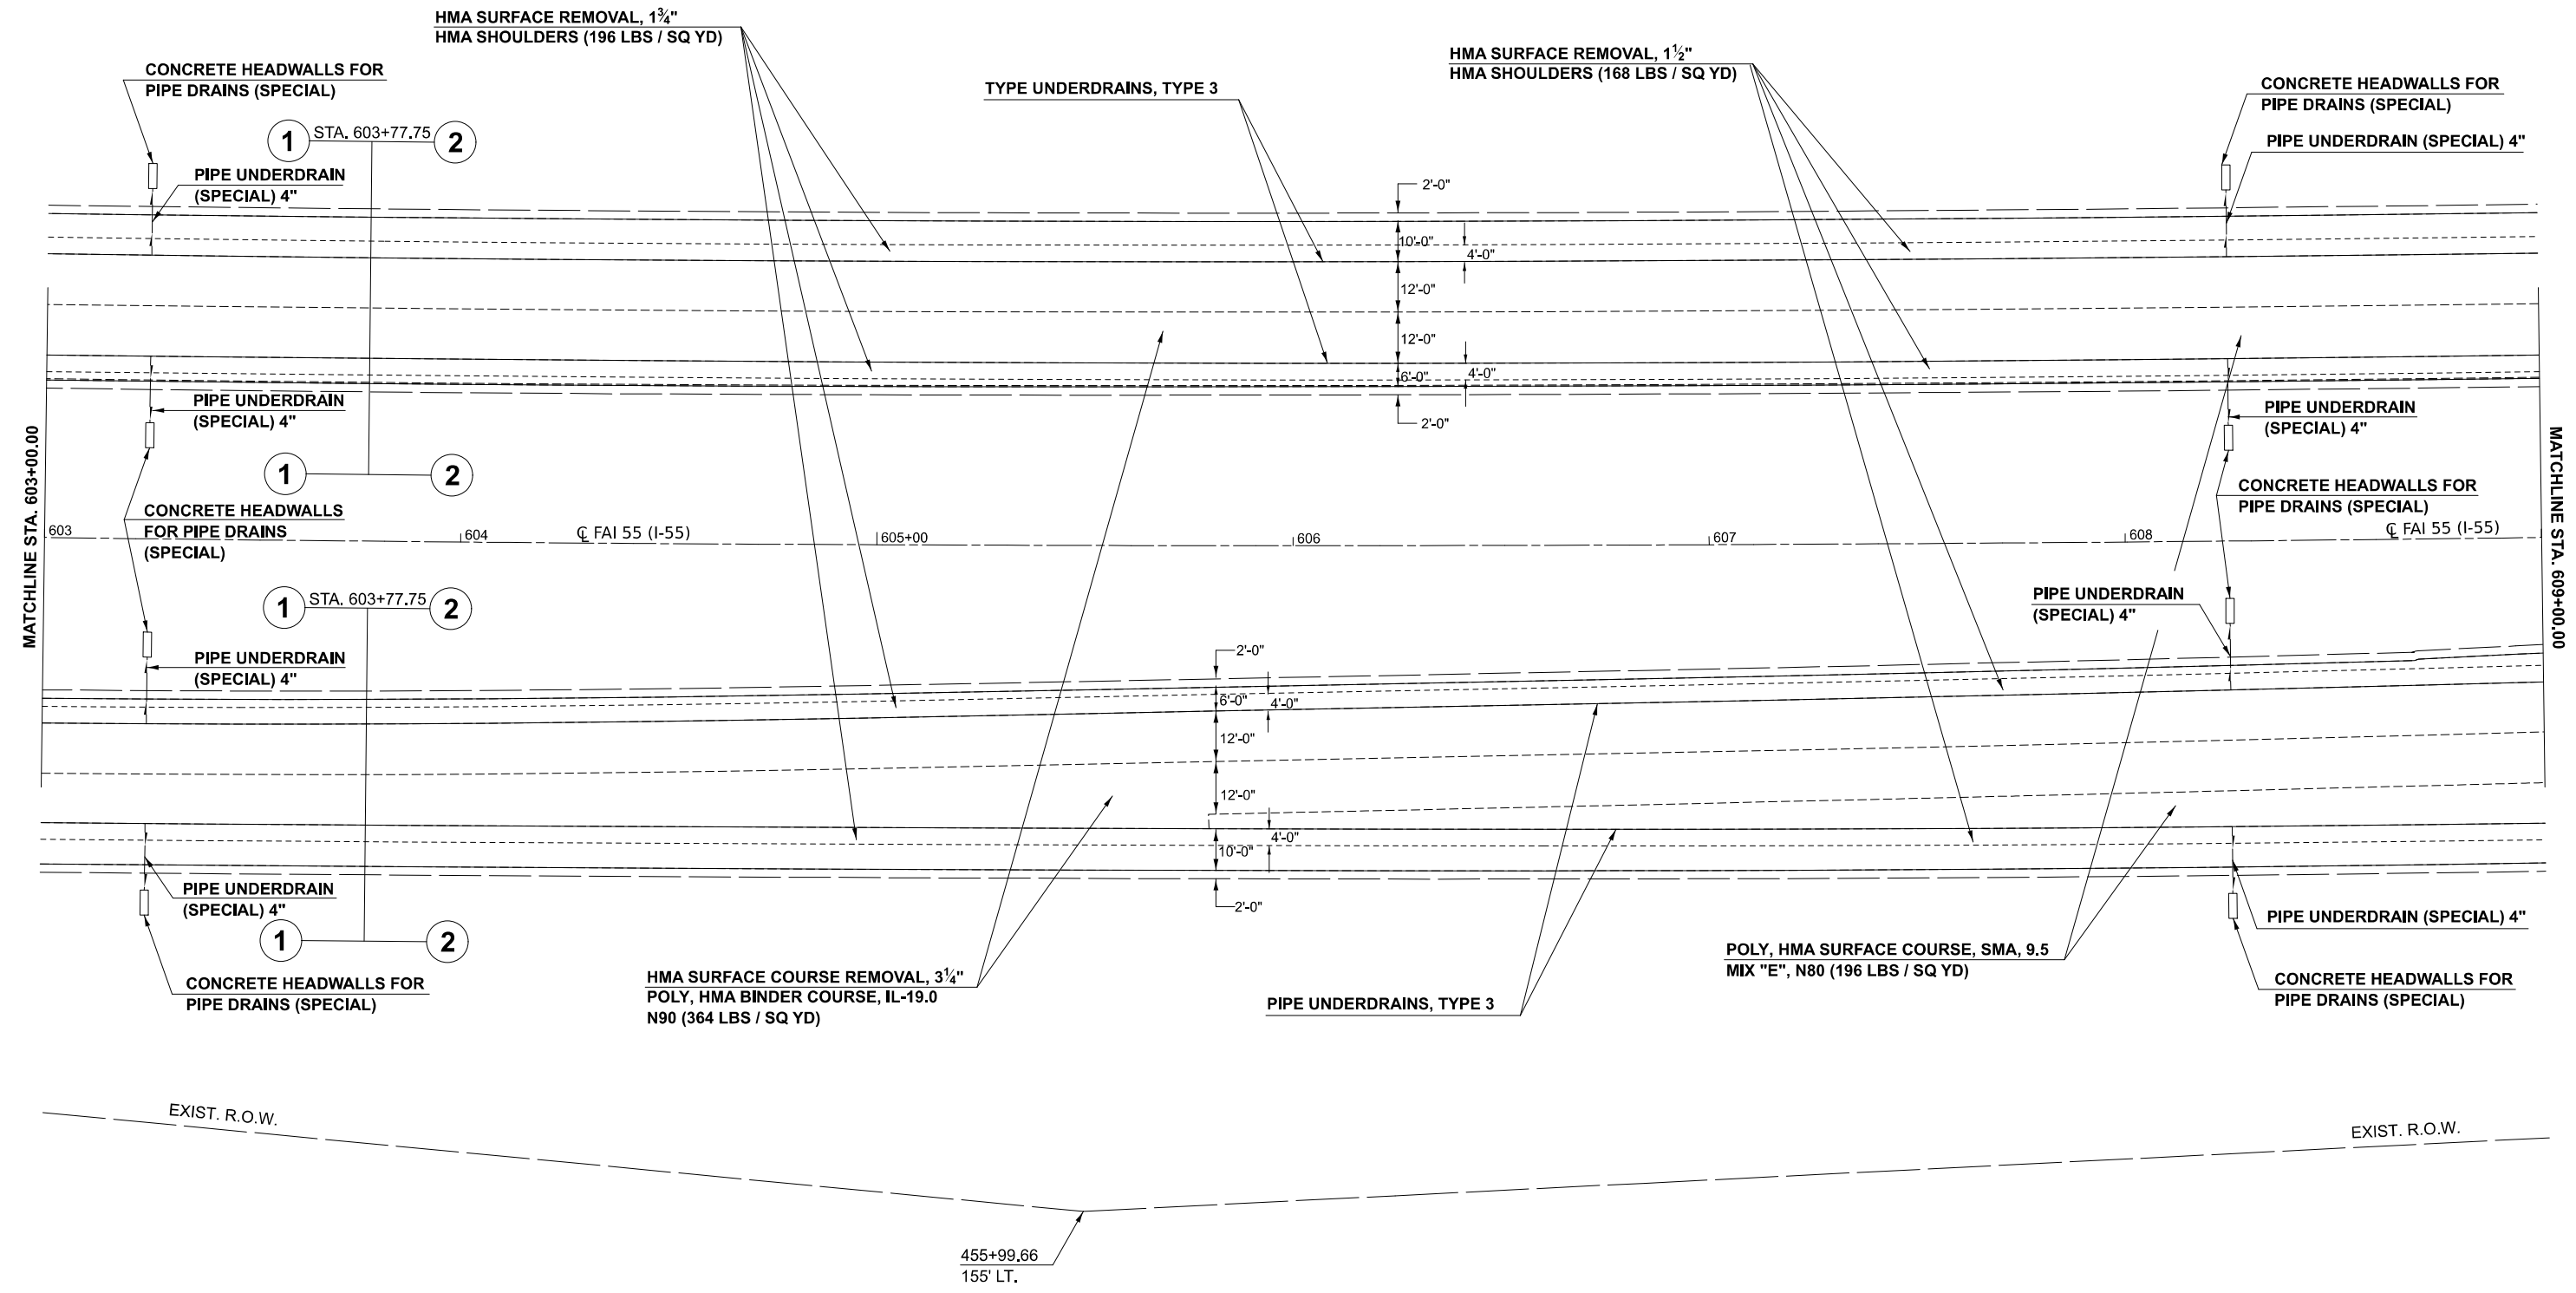 HMA SURFACE REMOVAL, 1¾"
HMA SHOULDERS (196 LBS / SQ YD)
HMA SURFACE REMOVAL, 1½"
HMA SHOULDERS (168 LBS / SQ YD)
CONCRETE HEADWALLS FOR
PIPE DRAINS (SPECIAL)
TYPE UNDERDRAINS, TYPE 3
CONCRETE HEADWALLS FOR
PIPE DRAINS (SPECIAL)
1
STA. 603+77.75
2
PIPE UNDERDRAIN (SPECIAL) 4"
PIPE UNDERDRAIN
(SPECIAL) 4"
2'-0"
10'-0"
4'-0"
12'-0"
12'-0"
6'-0"
4'-0"
2'-0"
PIPE UNDERDRAIN
(SPECIAL) 4"
PIPE UNDERDRAIN
(SPECIAL) 4"
MATCHLINE STA. 603+00.00
MATCHLINE STA. 609+00.00
1
2
CONCRETE HEADWALLS
FOR PIPE DRAINS
(SPECIAL)
CONCRETE HEADWALLS FOR
PIPE DRAINS (SPECIAL)
603
604
℄ FAI 55 (I-55)
605+00
606
607
608
℄ FAI 55 (I-55)
1
STA. 603+77.75
2
PIPE UNDERDRAIN
(SPECIAL) 4"
PIPE UNDERDRAIN
(SPECIAL) 4"
2'-0"
6'-0"
4'-0"
12'-0"
12'-0"
4'-0"
10'-0"
2'-0"
PIPE UNDERDRAIN
(SPECIAL) 4"
PIPE UNDERDRAIN (SPECIAL) 4"
1
2
CONCRETE HEADWALLS FOR
PIPE DRAINS (SPECIAL)
HMA SURFACE COURSE REMOVAL, 3¼"
POLY, HMA BINDER COURSE, IL-19.0
N90 (364 LBS / SQ YD)
PIPE UNDERDRAINS, TYPE 3
POLY, HMA SURFACE COURSE, SMA, 9.5
MIX "E", N80 (196 LBS / SQ YD)
CONCRETE HEADWALLS FOR
PIPE DRAINS (SPECIAL)
EXIST. R.O.W.
EXIST. R.O.W.
455+99.66
155' LT.